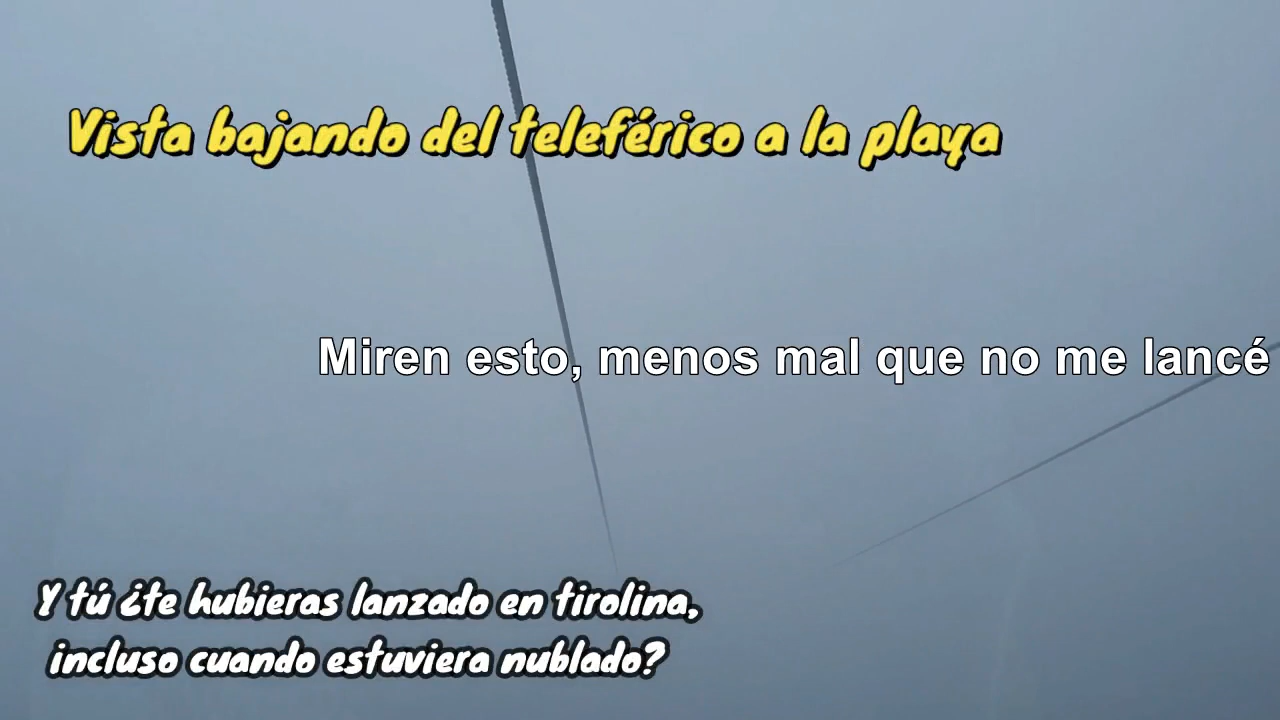 Vista bajando del teleférico a la playa
Miren esto, menos mal que no me lancé
Y tú ¿te hubieras lanzado en tirolina,
incluso cuando estuviera nublado?